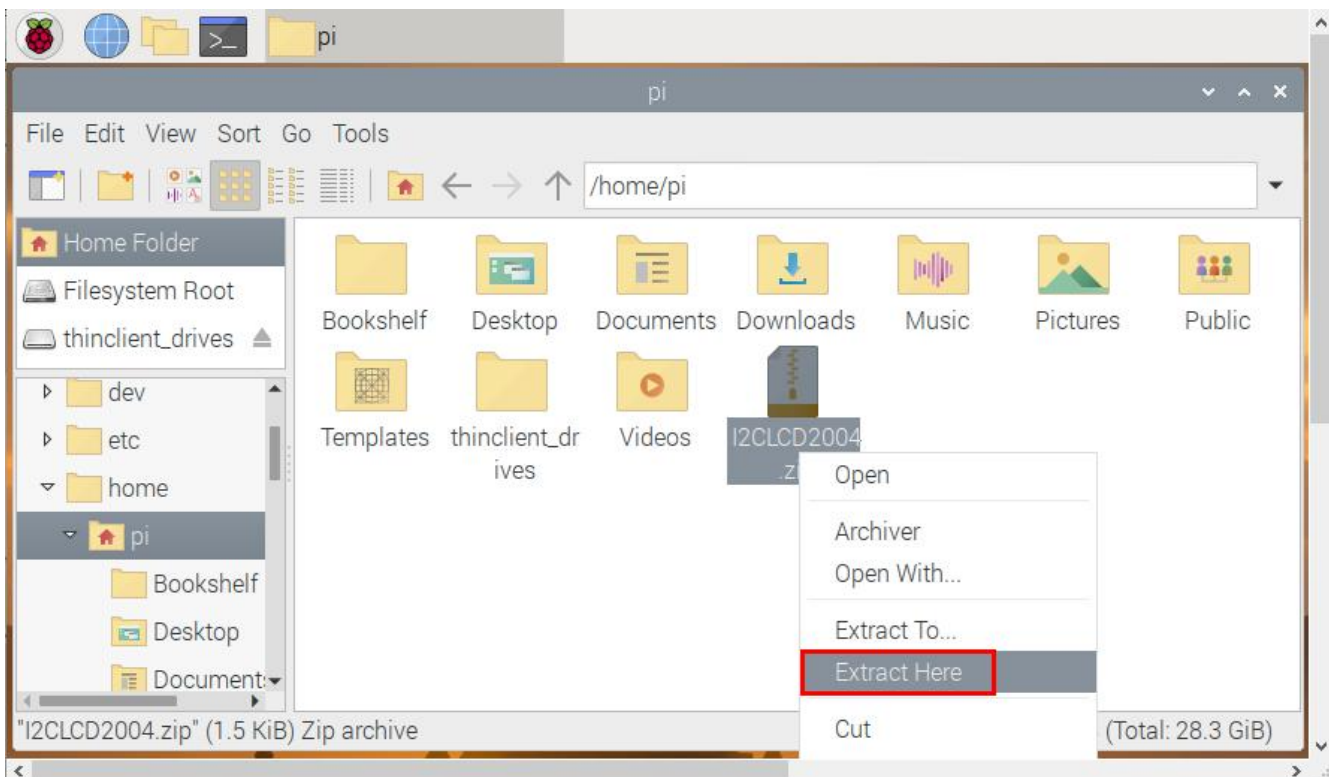 pi
pi
File Edit View Sort Go Tools
/home/pi
Home Folder
Filesystem Root
thinclient_drives
dev
etc
home
pi
Bookshelf
Desktop
Documents
Bookshelf Desktop Documents Downloads Music Pictures Public
Templates thinclient_dr Videos I2CLCD2004
ives
Open
Archiver
Open With...
Extract To...
Extract Here
Cut
"I2CLCD2004.zip" (1.5 KiB) Zip archive (Total: 28.3 GiB)